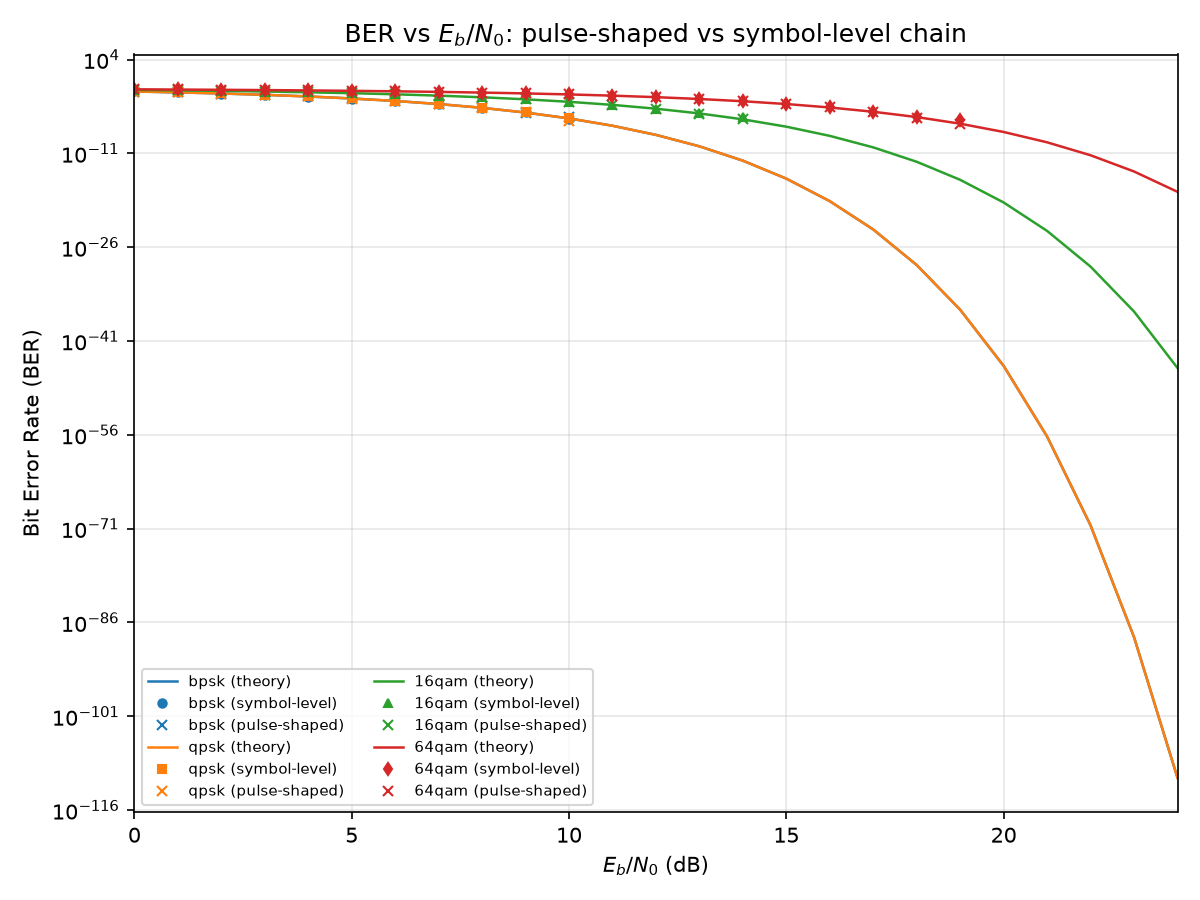 BER vs E_b/N_0: pulse-shaped vs symbol-level chain
Bit Error Rate (BER)
10^4
10^−11
10^−26
10^−41
10^−56
10^−71
10^−86
10^−101
10^−116
bpsk (theory)
bpsk (symbol-level)
bpsk (pulse-shaped)
qpsk (theory)
qpsk (symbol-level)
qpsk (pulse-shaped)
16qam (theory)
16qam (symbol-level)
16qam (pulse-shaped)
64qam (theory)
64qam (symbol-level)
64qam (pulse-shaped)
0 5 10 15 20
E_b/N_0 (dB)